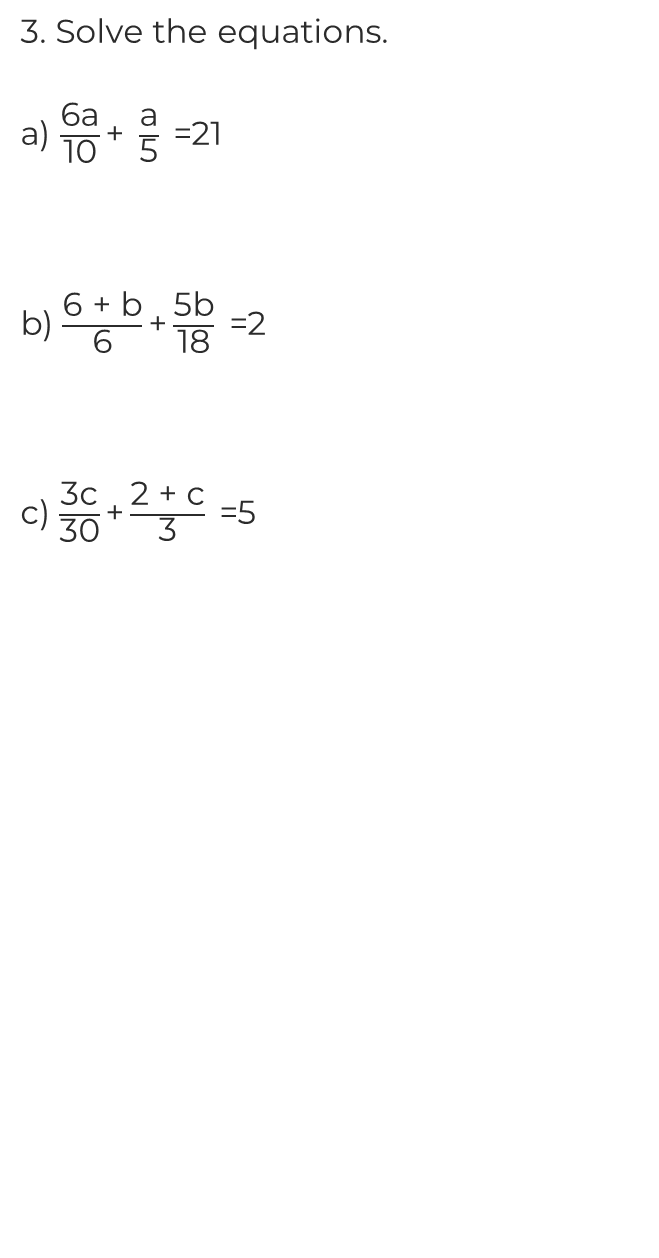 3. Solve the equations.
a) 6a/10 + a/5 =21
b) 6 + b/6 + 5b/18 =2
c) 3c/30 + 2 + c/3 =5